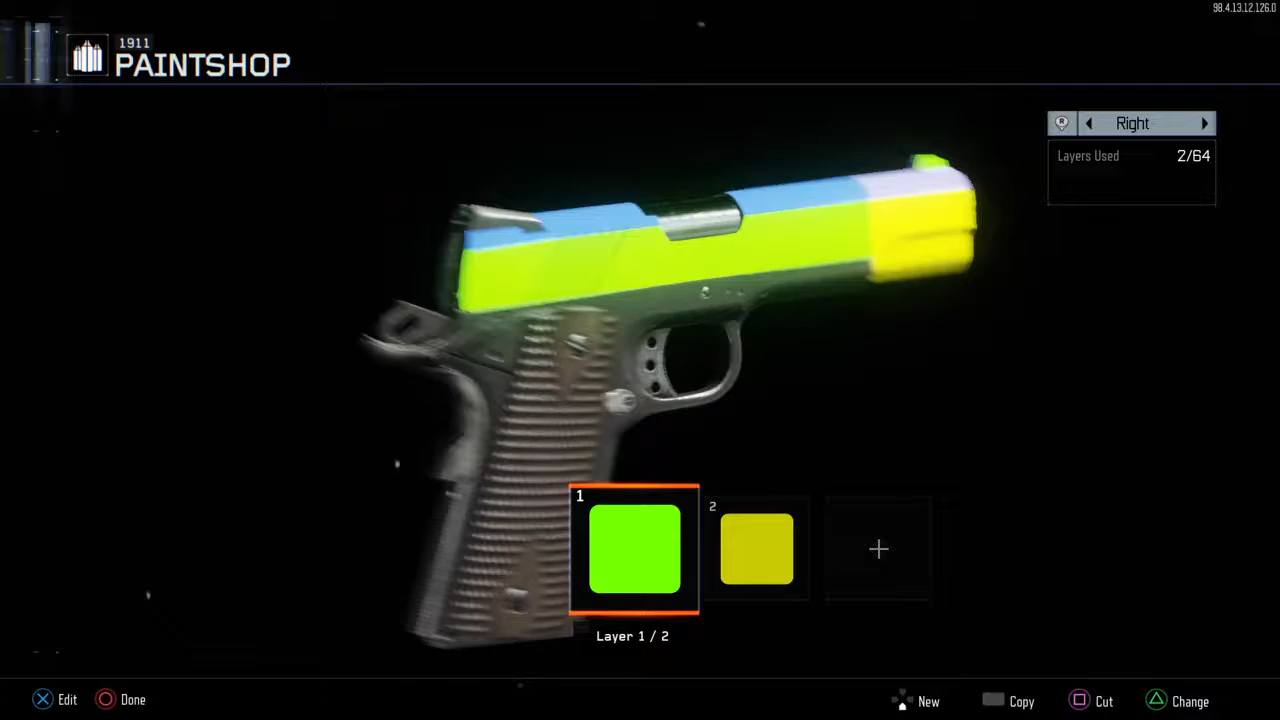 98.4.13.12.126.0
1911
PAINTSHOP
R
Right
Layers Used 2/64
1
2
Layer 1 / 2
Edit
Done
New
Copy
Cut
Change